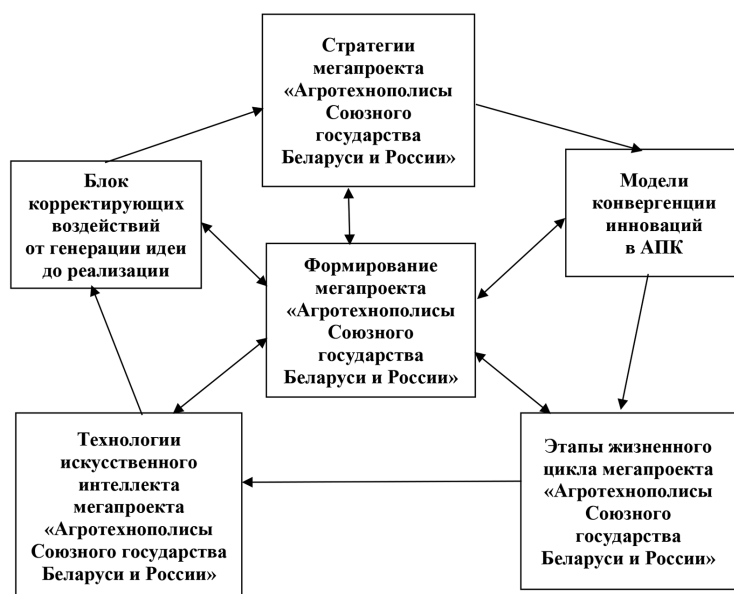 Стратегии
мегапроекта
«Агротехнополисы
Союзного
государства
Беларуси и России»
Блок
корректирующих
воздействий
от генерации идеи
до реализации
Модели
конвергенции
инноваций
в АПК
Формирование
мегапроекта
«Агротехнополисы
Союзного
государства
Беларуси и России»
Технологии
искусственного
интеллекта
мегапроекта
«Агротехнополисы
Союзного государства
Беларуси и России»
Этапы жизненного
цикла мегапроекта
«Агротехнополисы
Союзного
государства
Беларуси и России»